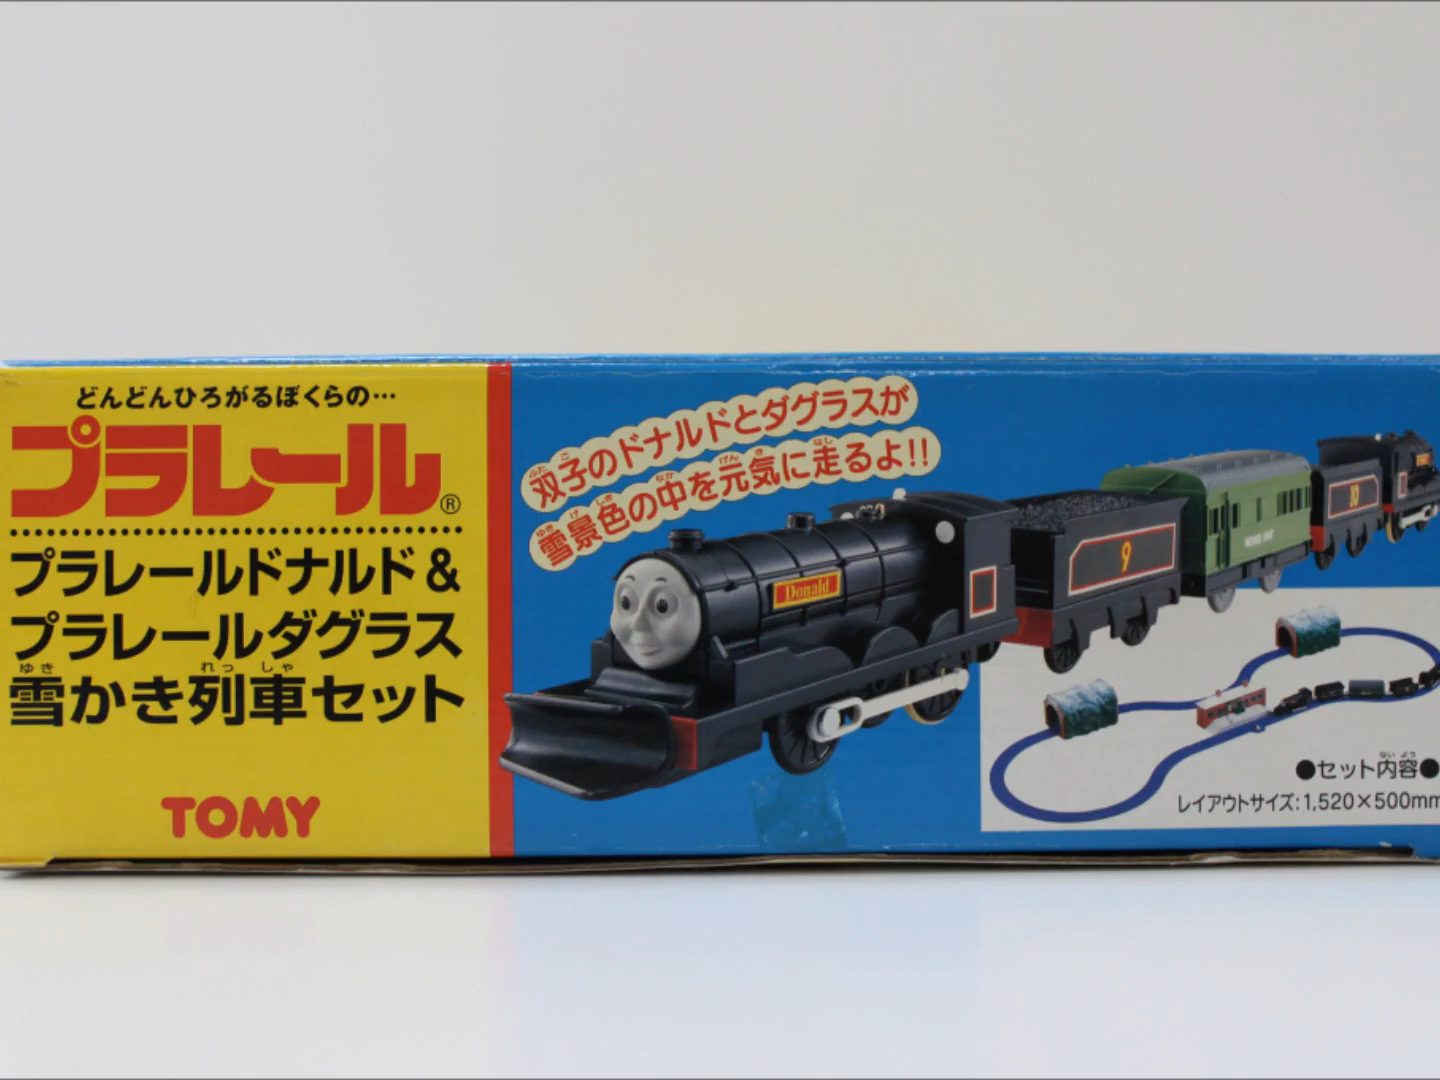 どんどんひろがるぼくらの…
プラレール®
プラレールドナルド&
プラレールダグラス
雪かき列車セット
TOMY
双子のドナルドとダグラスが
雪景色の中を元気に走るよ!!
Donald
9
10
●セット内容●
レイアウトサイズ:1,520×500mm